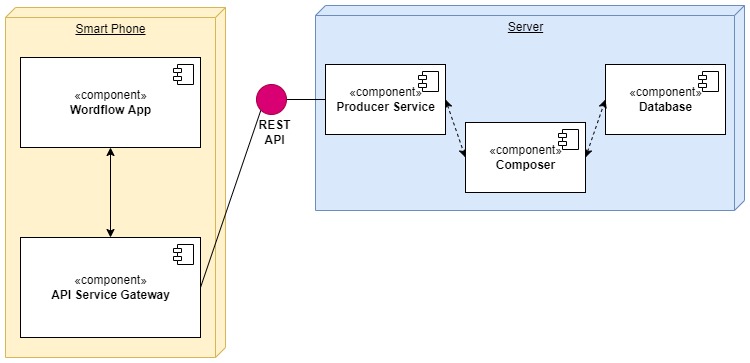 Smart Phone
«component»
Wordflow App
«component»
API Service Gateway
REST
API
Server
«component»
Producer Service
«component»
Composer
«component»
Database